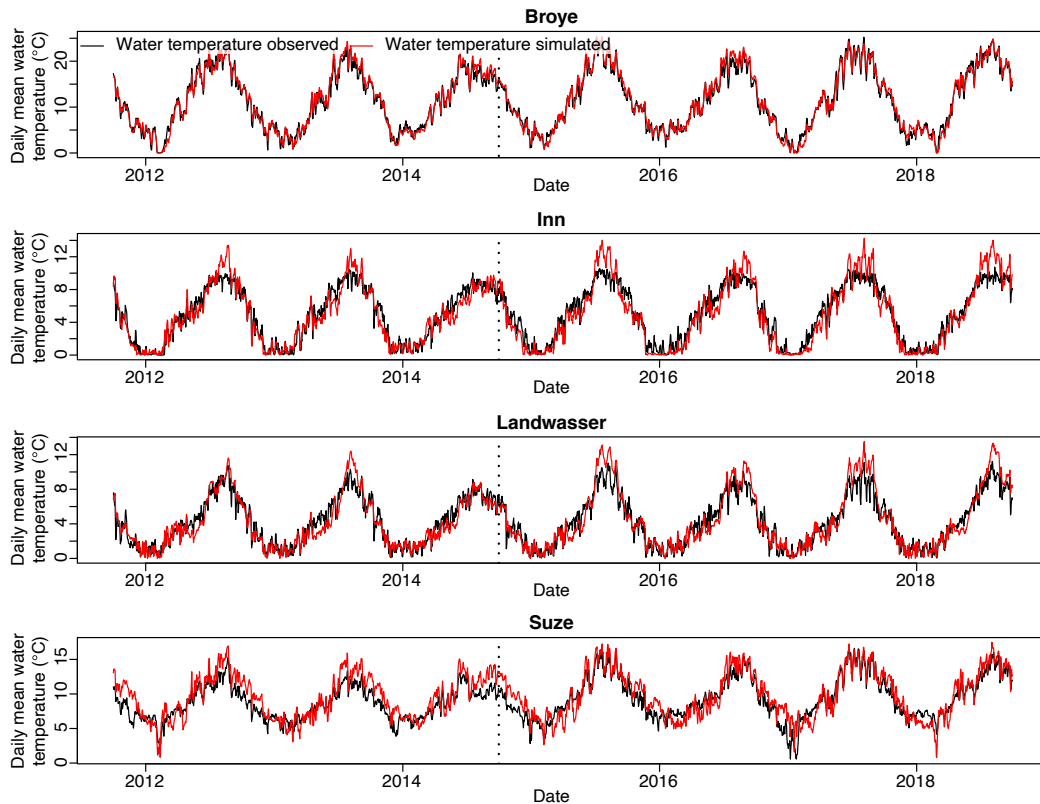 Broye
Water temperature observed
Water temperature simulated
Daily mean water
temperature (°C)
20
10
0
2012
2014
2016
2018
Date
Inn
Daily mean water
temperature (°C)
12
8
4
0
2012
2014
2016
2018
Date
Landwasser
Daily mean water
temperature (°C)
12
8
4
0
2012
2014
2016
2018
Date
Suze
Daily mean water
temperature (°C)
15
10
5
0
2012
2014
2016
2018
Date